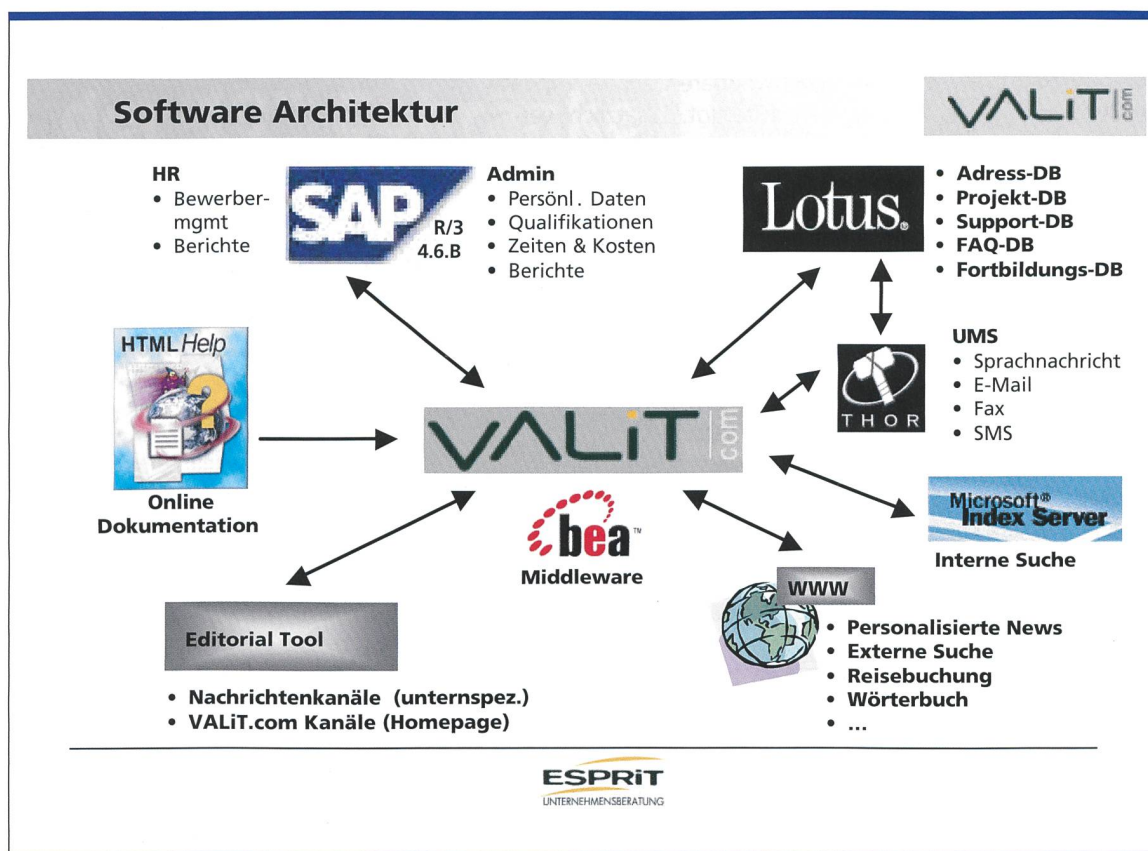 Software Architektur
VALiT.com
HR
• Bewerber-
mgmt
• Berichte
SAP
R/3
4.6.B
Admin
• Persönl. Daten
• Qualifikationen
• Zeiten & Kosten
• Berichte
Lotus®
• Adress-DB
• Projekt-DB
• Support-DB
• FAQ-DB
• Fortbildungs-DB
HTML Help
?
Online
Dokumentation
VALiT.com
THOR
UMS
• Sprachnachricht
• E-Mail
• Fax
• SMS
bea™
Middleware
Microsoft®
Index Server
Interne Suche
Editorial Tool
• Nachrichtenkanäle (unternspez.)
• VALiT.com Kanäle (Homepage)
WWW
• Personalisierte News
• Externe Suche
• Reisebuchung
• Wörterbuch
• ...
ESPRiT
UNTERNEHMENSBERATUNG